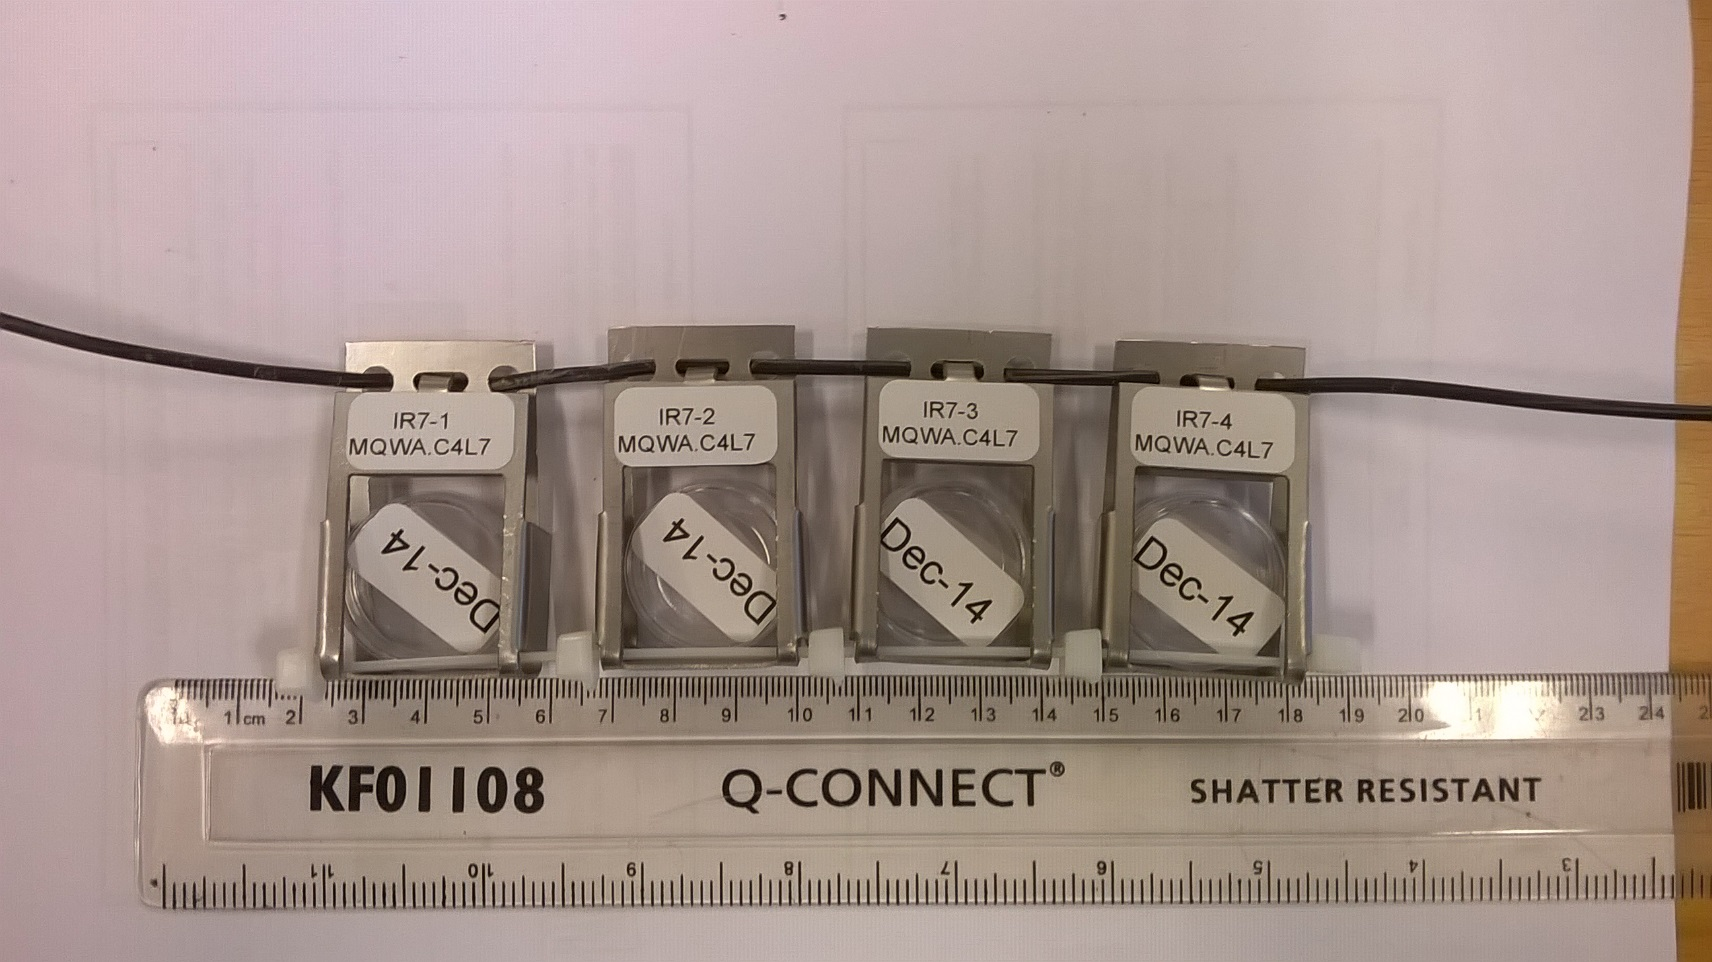 IR7-1
MQWA.C4L7
Dec-14
IR7-2
MQWA.C4L7
Dec-14
IR7-3
MQWA.C4L7
Dec-14
IR7-4
MQWA.C4L7
Dec-14
1 cm 2 3 4 5 6 7 8 9 10 11 12 13 14 15 16 17 18 19 20 23 24
KF01108 Q-CONNECT® SHATTER RESISTANT
11 10 9 8 7 6 5 4 3